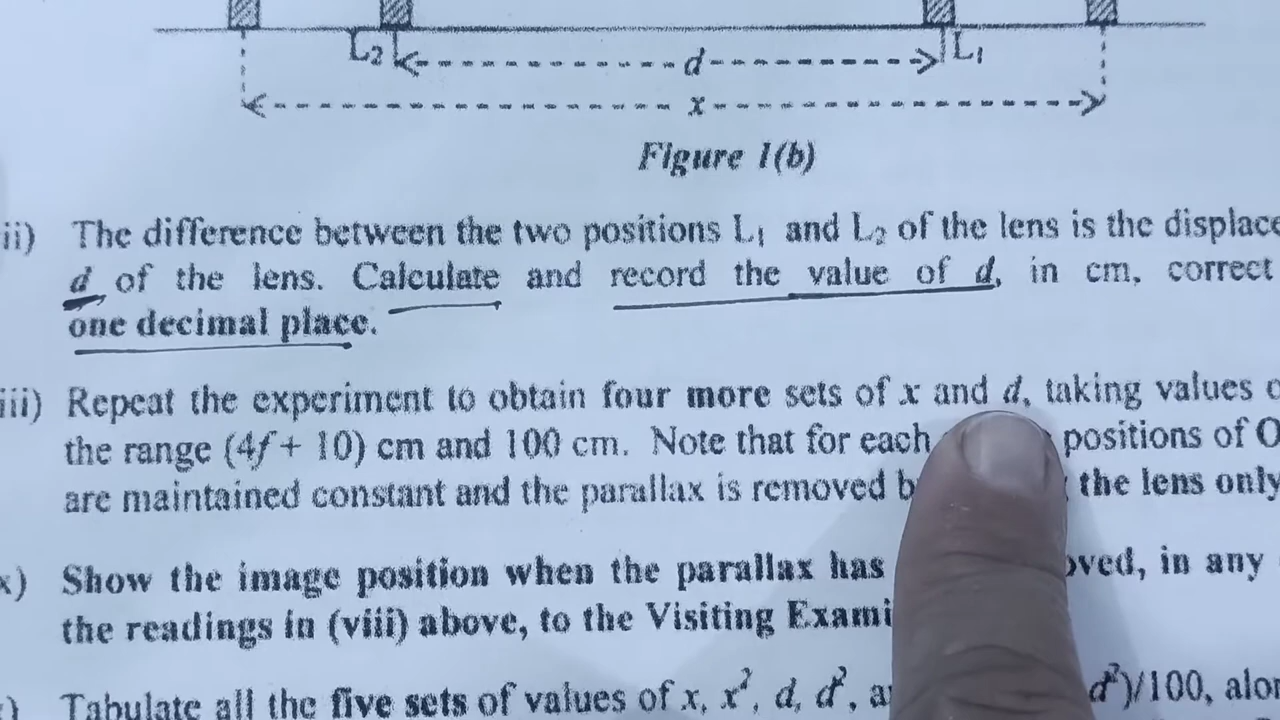 L₂ d L₁
x
Figure 1(b)
ii) The difference between the two positions L₁ and L₂ of the lens is the displace
d of the lens. Calculate and record the value of d, in cm, correct
one decimal place.
iii) Repeat the experiment to obtain four more sets of x and d, taking values
the range (4f + 10) cm and 100 cm. Note that for each positions of O
are maintained constant and the parallax is removed the lens only
x) Show the image position when the parallax has in any
the readings in (viii) above, to the Visiting Exami
Tabulate all the five sets of values of x, x², d, d², d²)/100, alon